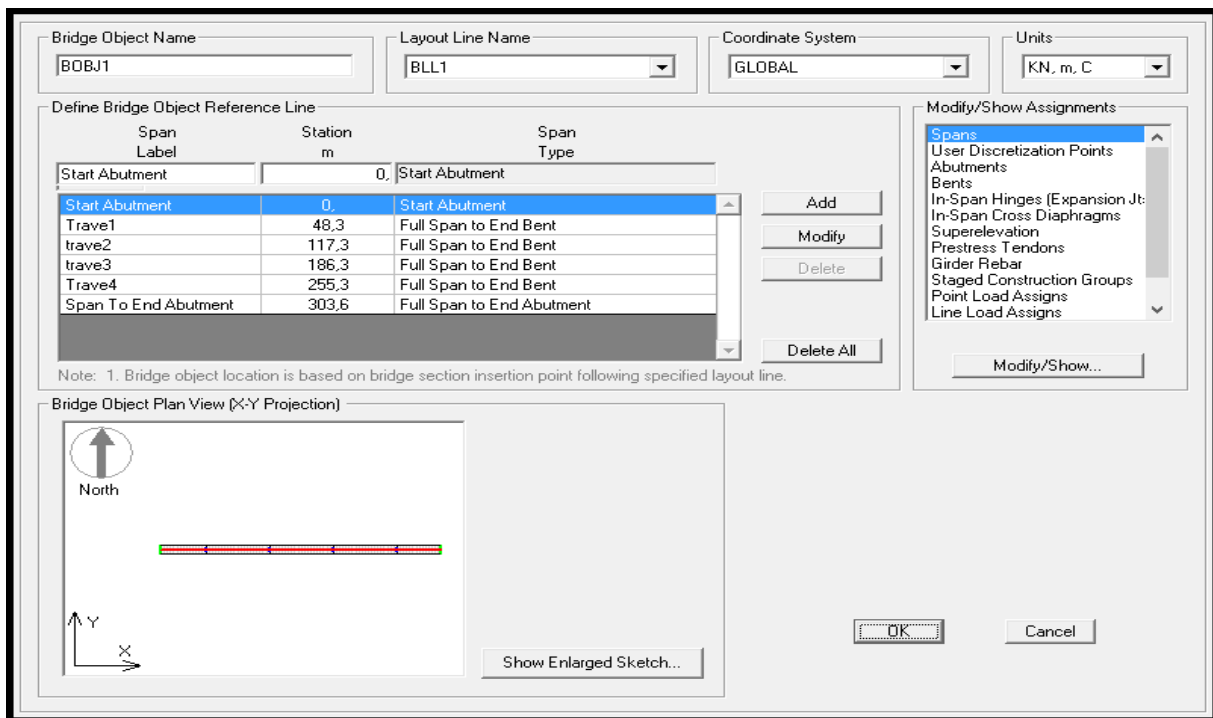 Bridge Object Name
BOBJ1
Layout Line Name
BLL1
Coordinate System
GLOBAL
Units
KN, m, C
Define Bridge Object Reference Line
Span Label
Station m
Span Type
Start Abutment 0, Start Abutment
Start Abutment 0, Start Abutment
Trave1 48,3 Full Span to End Bent
trave2 117,3 Full Span to End Bent
trave3 186,3 Full Span to End Bent
Trave4 255,3 Full Span to End Bent
Span To End Abutment 303,6 Full Span to End Abutment
Add
Modify
Delete
Delete All
Note: 1. Bridge object location is based on bridge section insertion point following specified layout line.
Modify/Show Assignments
Spans
User Discretization Points
Abutments
Bents
In-Span Hinges (Expansion Jt:
In-Span Cross Diaphragms
Superelevation
Prestress Tendons
Girder Rebar
Staged Construction Groups
Point Load Assigns
Line Load Assigns
Modify/Show...
Bridge Object Plan View (X-Y Projection)
North
Y
X
Show Enlarged Sketch...
OK
Cancel